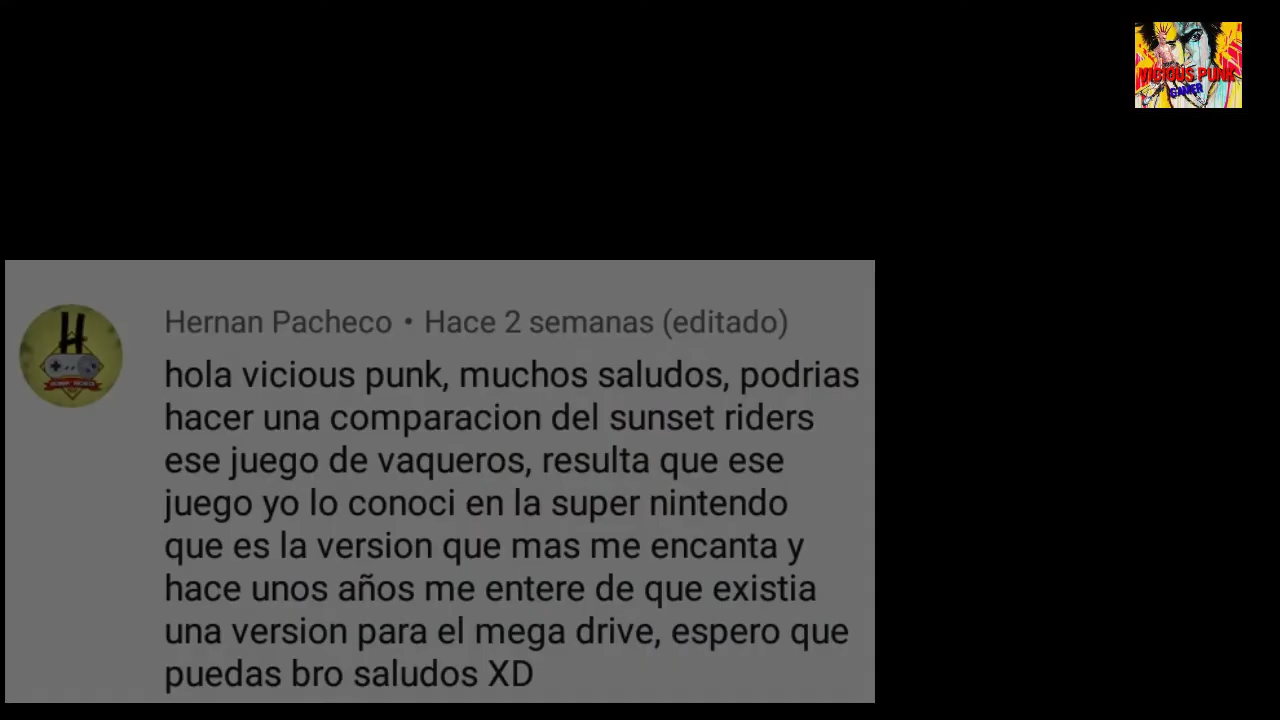 VICIOUS PUNK
GAMER
Hernan Pacheco • Hace 2 semanas (editado)
hola vicious punk, muchos saludos, podrias
hacer una comparacion del sunset riders
ese juego de vaqueros, resulta que ese
juego yo lo conoci en la super nintendo
que es la version que mas me encanta y
hace unos años me entere de que existia
una version para el mega drive, espero que
puedas bro saludos XD